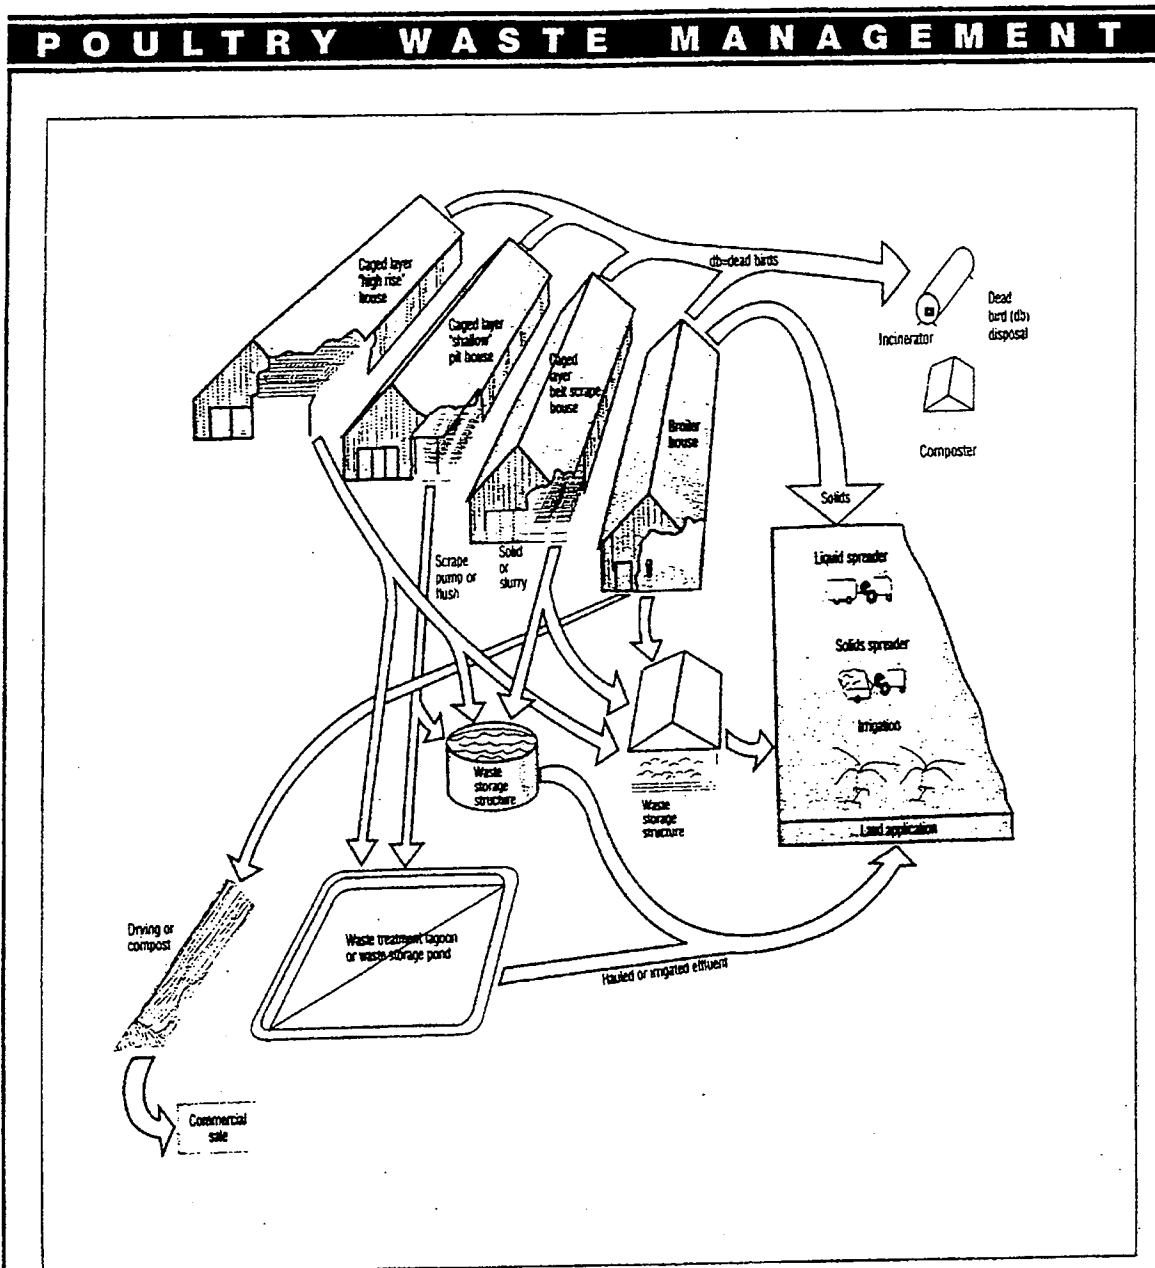 POULTRY WASTE MANAGEMENT
Caged layer
"high rise"
house
Caged layer
"shallow"
pit house
Caged
layer
belt scrape
house
Broiler
house
db=dead birds
Incinerator
Dead
bird (db)
disposal
Composter
Solids
Scrape
pump or
flush
Solid
or
slurry
Liquid spreader
Solids spreader
Irrigation
Land application
Waste
storage
structure
Waste
storage
structure
Drying or
compost
Waste treatment lagoon
or waste storage pond
Hauled or irrigated effluent
Commercial
sale